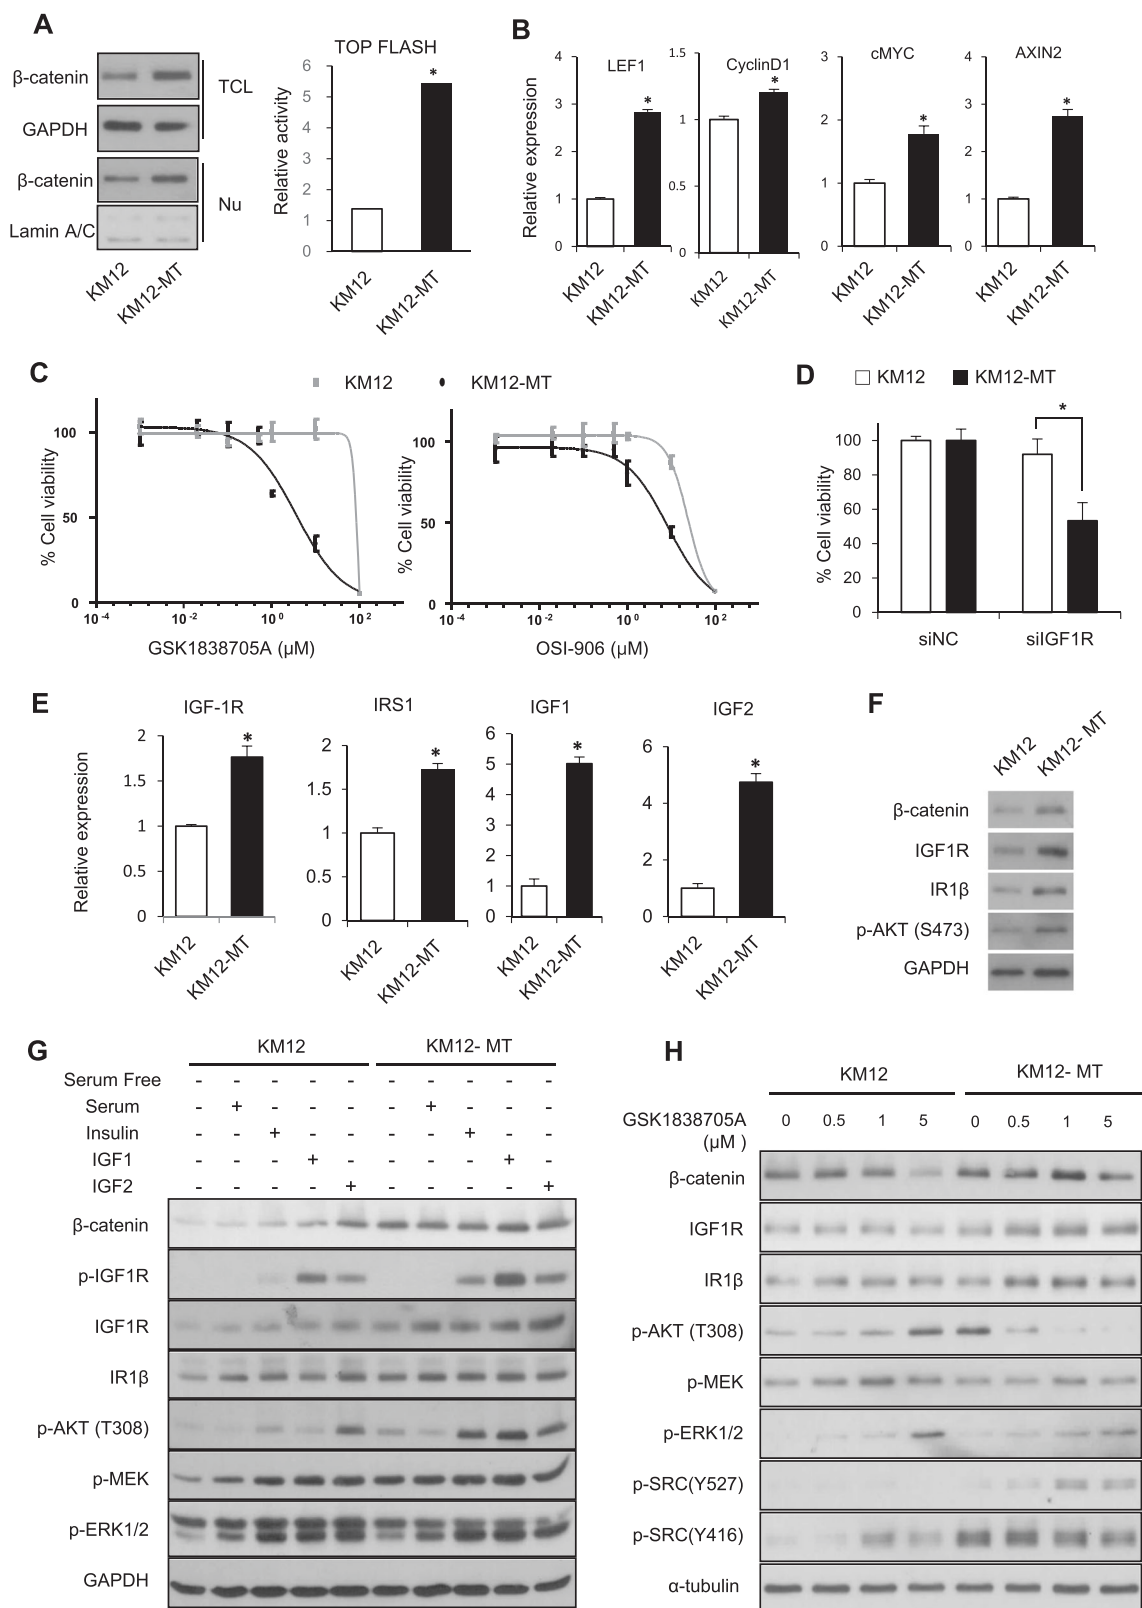 A
β-catenin
GAPDH
β-catenin
Lamin A/C
TCL
Nu
KM12
KM12-MT
TOP FLASH
Relative activity
6
5
4
3
2
1
0
*
KM12
KM12-MT
B
Relative expression
LEF1
4
3
2
1
0
*
KM12
KM12-MT
CyclinD1
1.5
1
0.5
0
*
KM12
KM12-MT
cMYC
3
2
1
0
*
KM12
KM12-MT
AXIN2
4
3
2
1
0
*
KM12
KM12-MT
C
KM12 KM12-MT
% Cell viability
100
50
0
10-4 10-2 100 102
GSK1838705A (µM)
% Cell viability
100
50
0
10-4 10-2 100 102
OSI-906 (µM)
D
KM12 KM12-MT
% Cell viability
120
100
80
60
40
20
0
*
siNC siIGF1R
E
Relative expression
IGF-1R
2
1.5
1
0.5
0
*
KM12
KM12-MT
IRS1
2
1.5
1
0.5
0
*
KM12
KM12-MT
IGF1
6
5
4
3
2
1
0
*
KM12
KM12-MT
IGF2
6
4
2
0
*
KM12
KM12-MT
F
KM12 KM12- MT
β-catenin
IGF1R
IR1β
p-AKT (S473)
GAPDH
G
KM12 KM12- MT
Serum Free - - - - - - - - - -
Serum - + - - - - + - - -
Insulin - - + - - - - + - -
IGF1 - - - + - - - - + -
IGF2 - - - - + - - - - +
β-catenin
p-IGF1R
IGF1R
IR1β
p-AKT (T308)
p-MEK
p-ERK1/2
GAPDH
H
KM12 KM12- MT
GSK1838705A 0 0.5 1 5 0 0.5 1 5
(µM )
β-catenin
IGF1R
IR1β
p-AKT (T308)
p-MEK
p-ERK1/2
p-SRC(Y527)
p-SRC(Y416)
α-tubulin